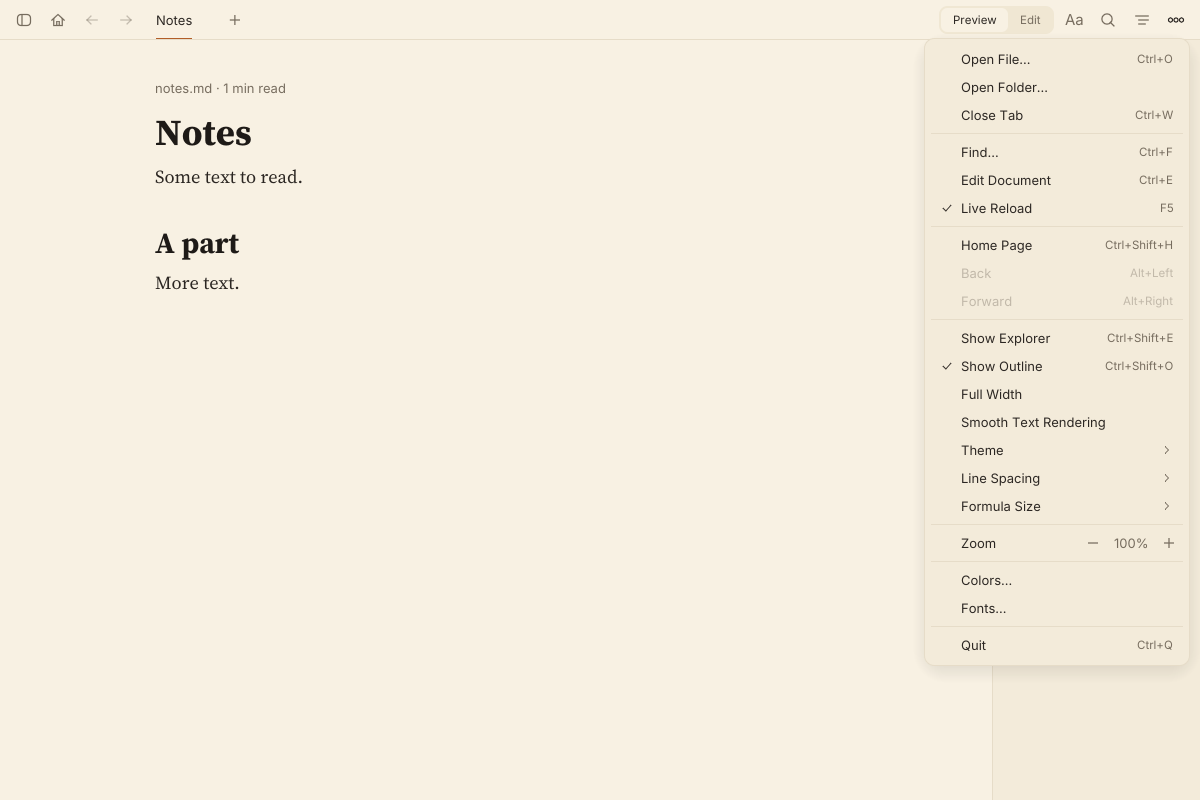 Notes
Preview Edit Aa
notes.md · 1 min read
Notes
Some text to read.
A part
More text.
Open File... Ctrl+O
Open Folder...
Close Tab Ctrl+W
Find... Ctrl+F
Edit Document Ctrl+E
Live Reload F5
Home Page Ctrl+Shift+H
Back Alt+Left
Forward Alt+Right
Show Explorer Ctrl+Shift+E
Show Outline Ctrl+Shift+O
Full Width
Smooth Text Rendering
Theme
Line Spacing
Formula Size
Zoom − 100% +
Colors...
Fonts...
Quit Ctrl+Q